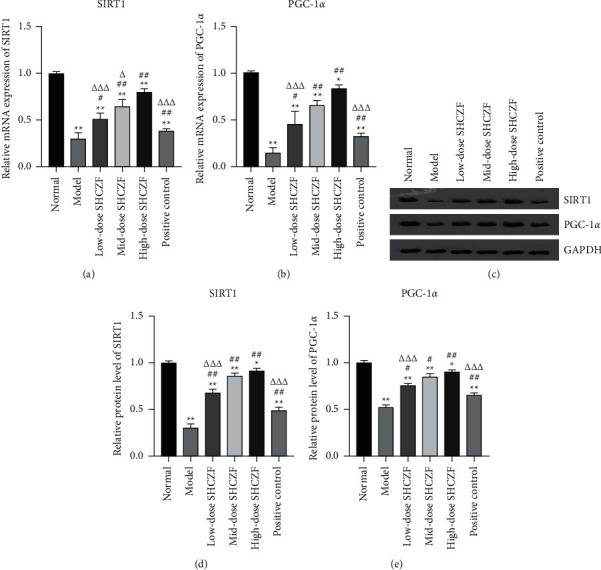 SIRT1
Relative mRNA expression of SIRT1
1.5
1.0
0.5
0.0
**
ΔΔΔ
#
**
Δ
##
**
##
**
ΔΔΔ
##
**
Normal
Model
Low-dose SHCZF
Mid-dose SHCZF
High-dose SHCZF
Positive control
(a)
PGC-1α
Relative mRNA expression of PGC-1α
1.5
1.0
0.5
0.0
**
ΔΔΔ
#
**
##
**
##
*
ΔΔΔ
##
**
Normal
Model
Low-dose SHCZF
Mid-dose SHCZF
High-dose SHCZF
Positive control
(b)
Normal
Model
Low-dose SHCZF
Mid-dose SHCZF
High-dose SHCZF
Positive control
SIRT1
PGC-1α
GAPDH
(c)
SIRT1
Relative protein level of SIRT1
1.5
1.0
0.5
0.0
**
ΔΔΔ
##
**
##
**
##
*
ΔΔΔ
##
**
Normal
Model
Low-dose SHCZF
Mid-dose SHCZF
High-dose SHCZF
Positive control
(d)
PGC-1α
Relative protein level of PGC-1α
1.5
1.0
0.5
0.0
**
ΔΔΔ
##
**
#
**
##
*
ΔΔΔ
##
**
Normal
Model
Low-dose SHCZF
Mid-dose SHCZF
High-dose SHCZF
Positive control
(e)